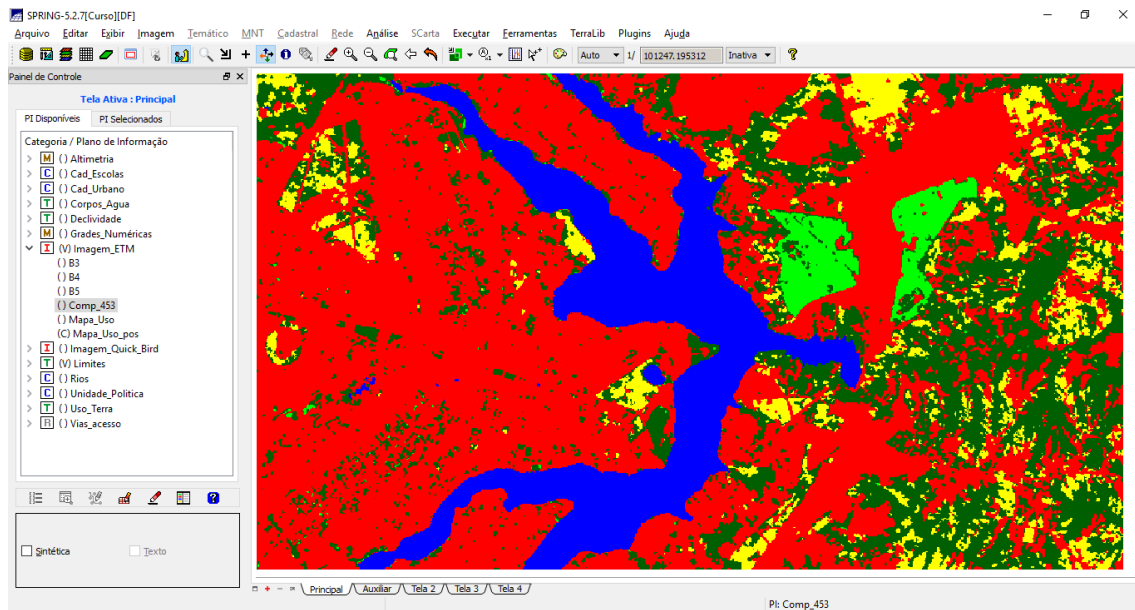 SPRING-5.2.7[Curso][DF]
Arquivo Editar Exibir Imagem Temático MNT Cadastral Rede Análise SCarta Executar Ferramentas TerraLib Plugins Ajuda
Auto 1/ 101247.195312 Inativa
Painel de Controle
Tela Ativa : Principal
PI Disponíveis PI Selecionados
Categoria / Plano de Informação
M () Altimetria
C () Cad_Escolas
C () Cad_Urbano
T () Corpos_Agua
T () Declividade
M () Grades_Numéricas
I (V) Imagem_ETM
() B3
() B4
() B5
() Comp_453
() Mapa_Uso
(C) Mapa_Uso_pos
I () Imagem_Quick_Bird
T (V) Limites
C () Rios
C () Unidade_Politica
T () Uso_Terra
R () Vias_acesso
Sintética Texto
Principal Auxiliar Tela 2 Tela 3 Tela 4
PI: Comp_453